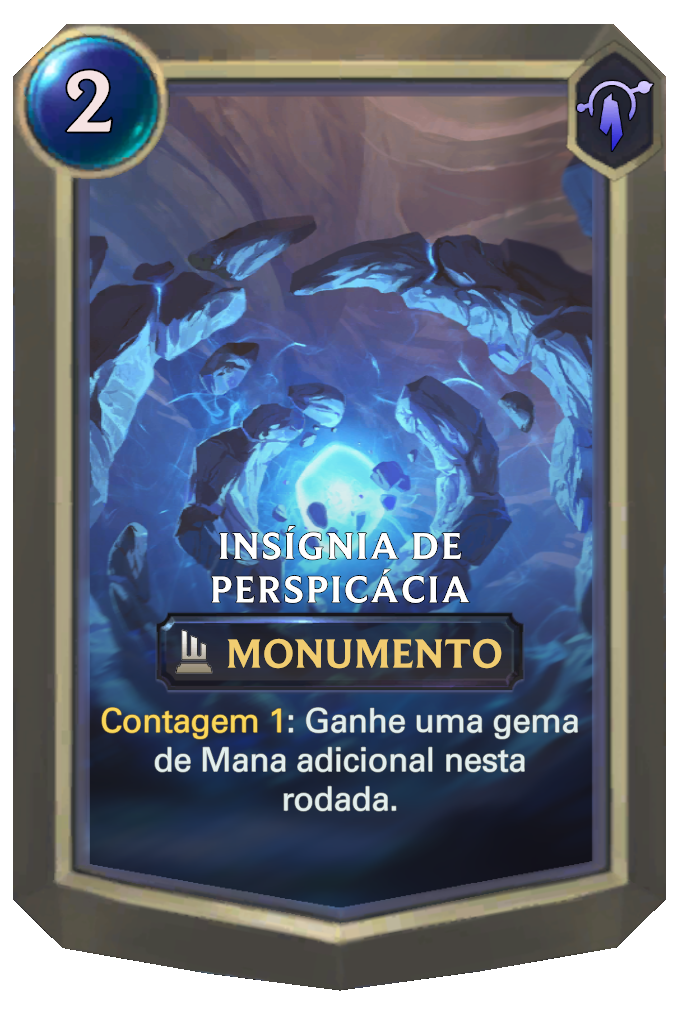 2
INSÍGNIA DE
PERSPICÁCIA
MONUMENTO
Contagem 1: Ganhe uma gema
de Mana adicional nesta
rodada.